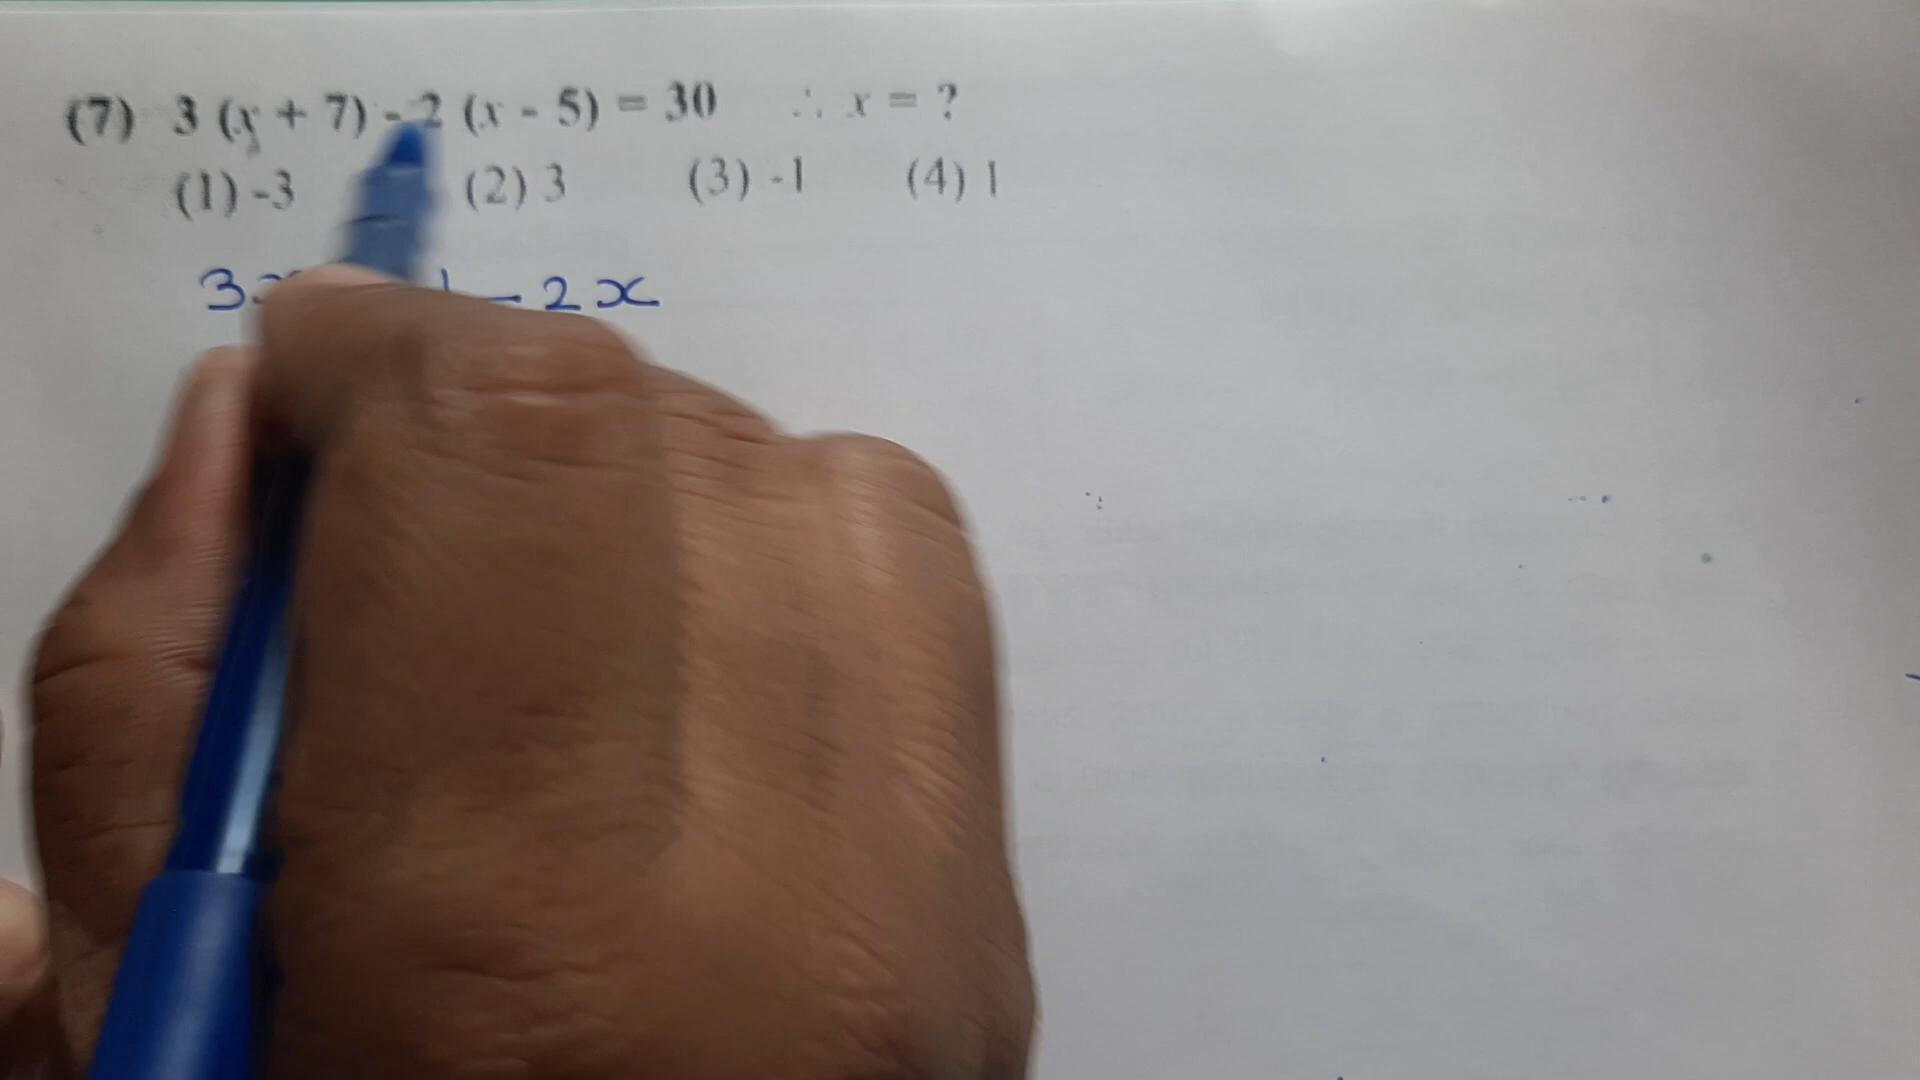 (7) 3 (x + 7) - 2 (x - 5) = 30 ∴ x = ?
(1) -3 (2) 3 (3) -1 (4) 1
3 - 2x